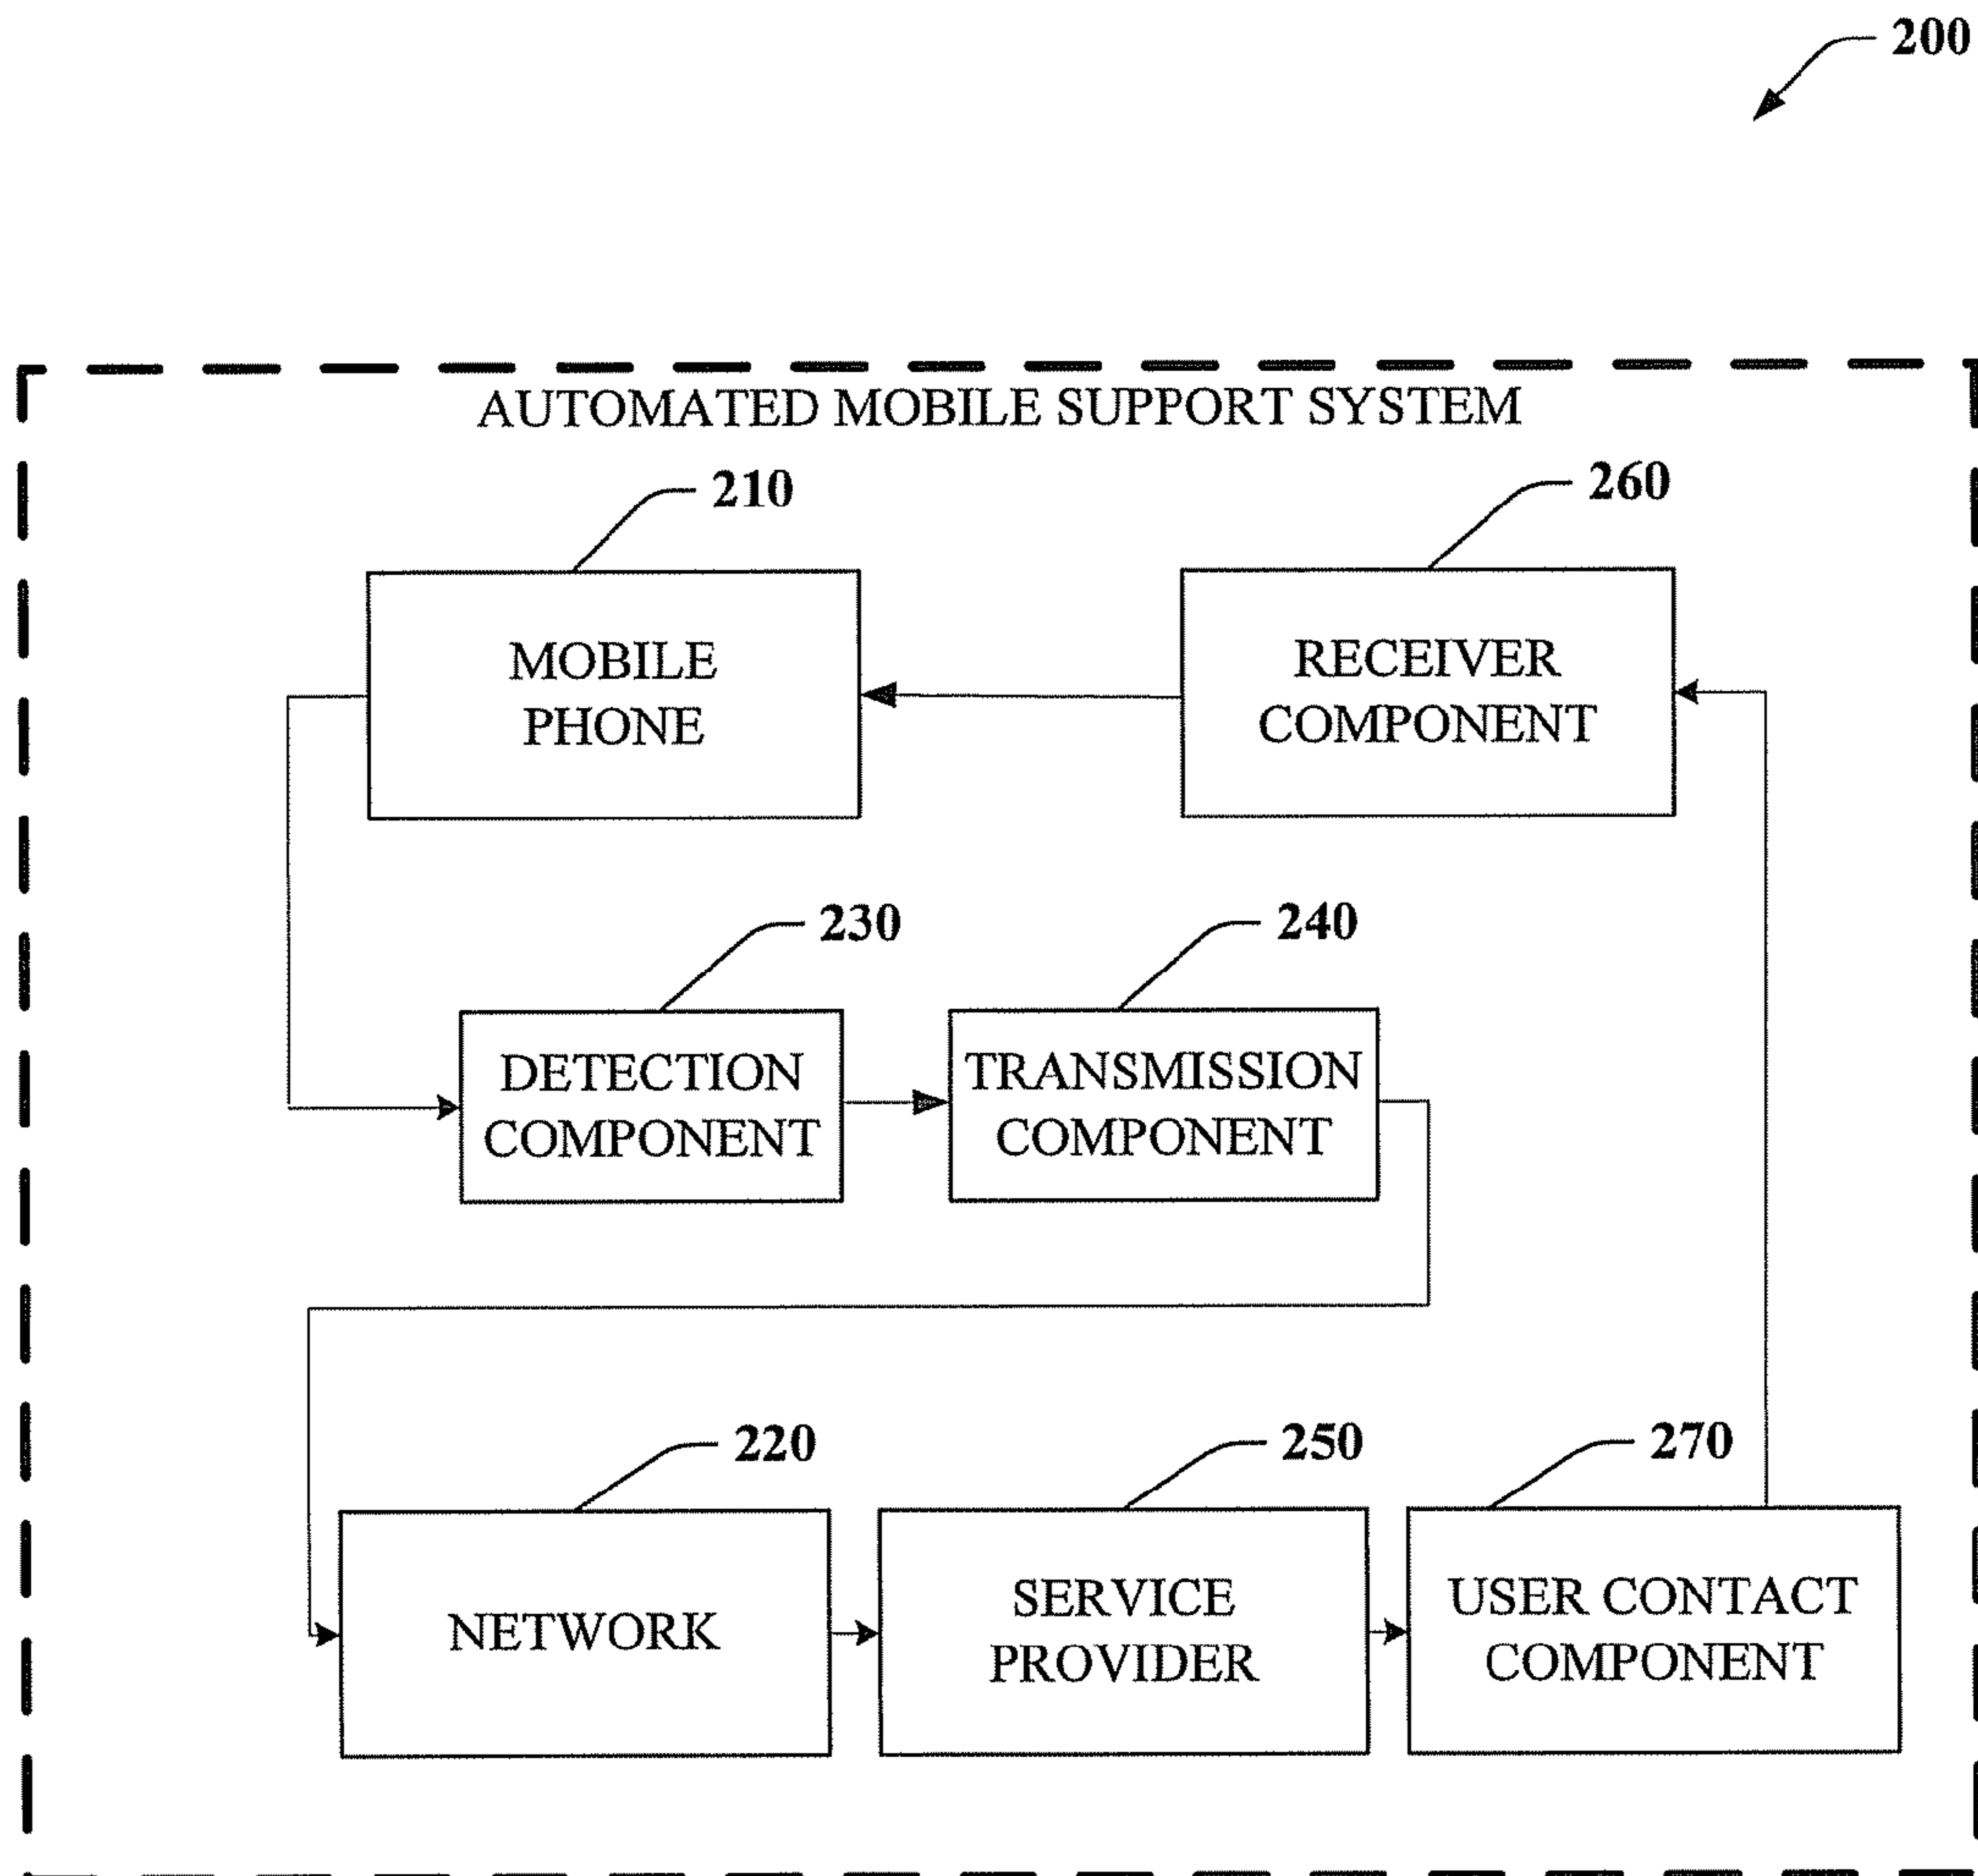 200
AUTOMATED MOBILE SUPPORT SYSTEM
210
260
MOBILE
PHONE
RECEIVER
COMPONENT
230
240
DETECTION
COMPONENT
TRANSMISSION
COMPONENT
220
250
270
NETWORK
SERVICE
PROVIDER
USER CONTACT
COMPONENT